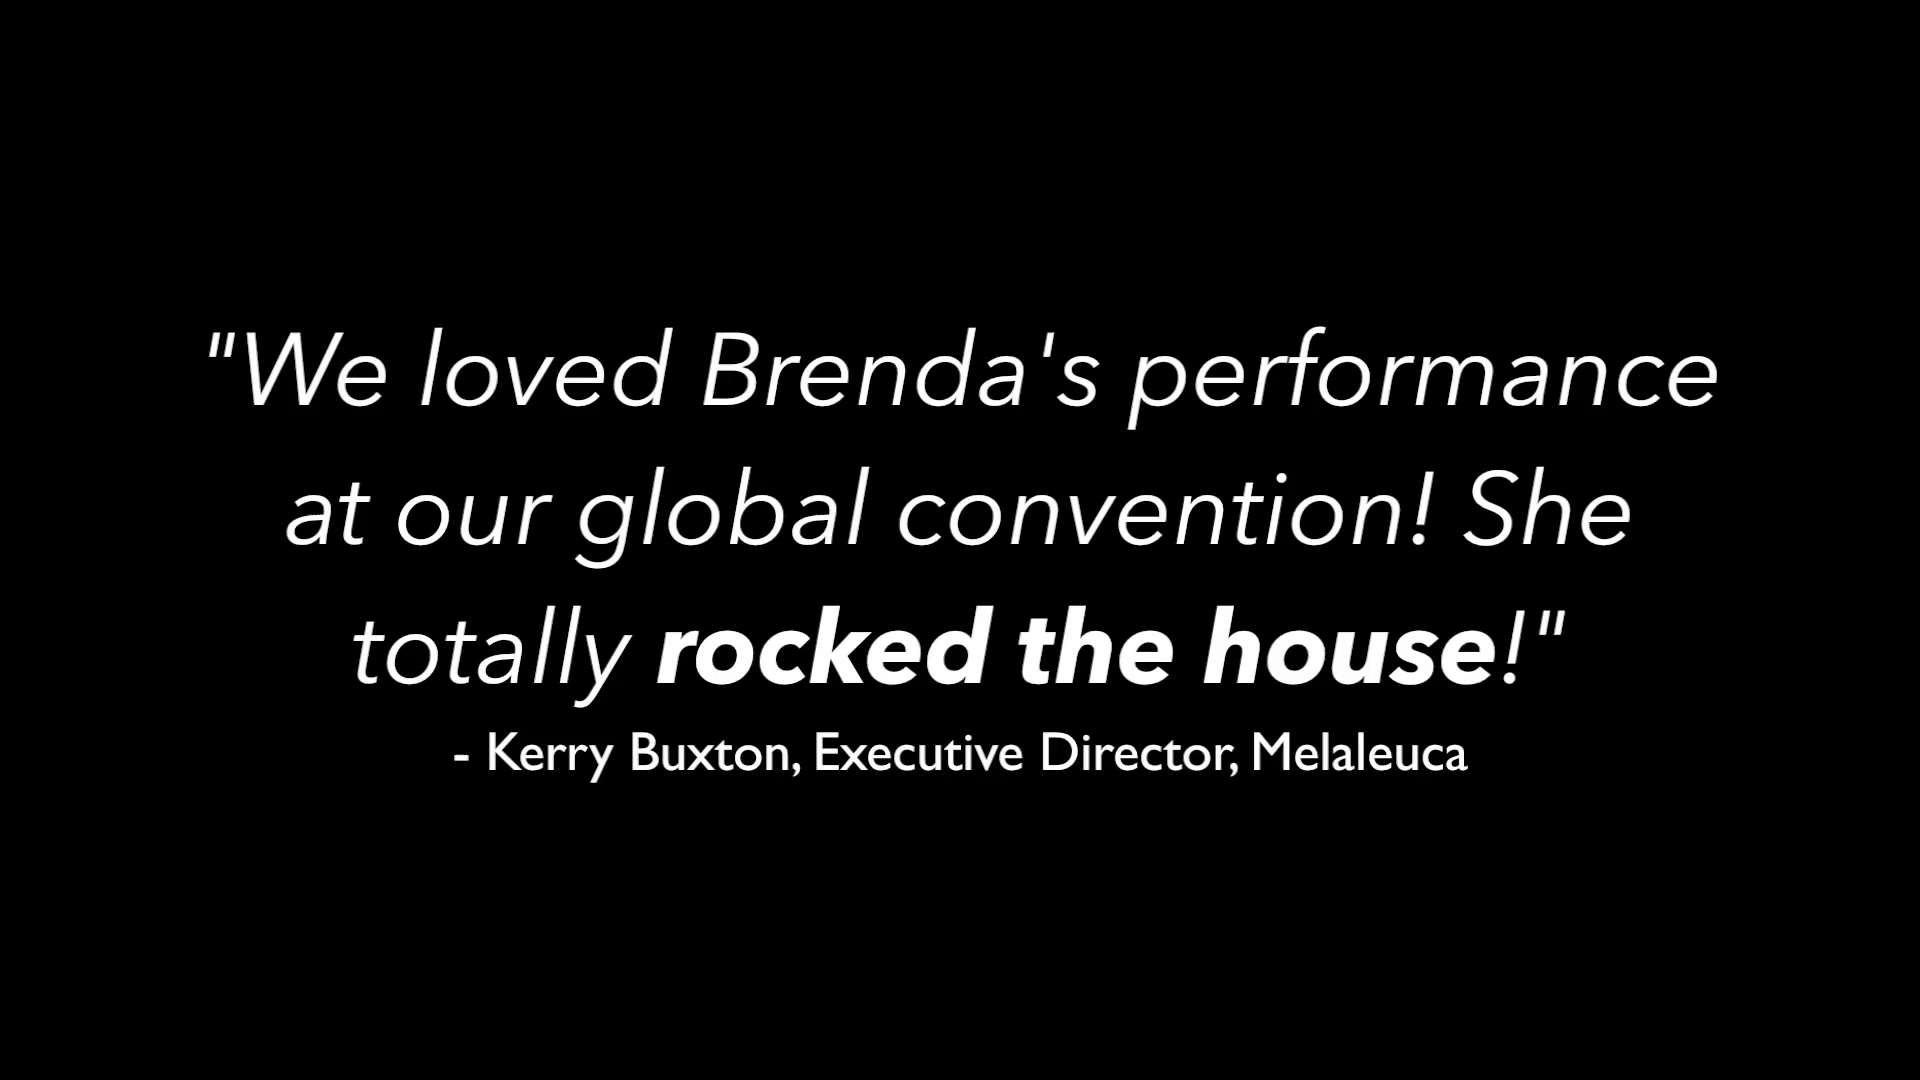 "We loved Brenda's performance
at our global convention! She
totally rocked the house!"
- Kerry Buxton, Executive Director, Melaleuca